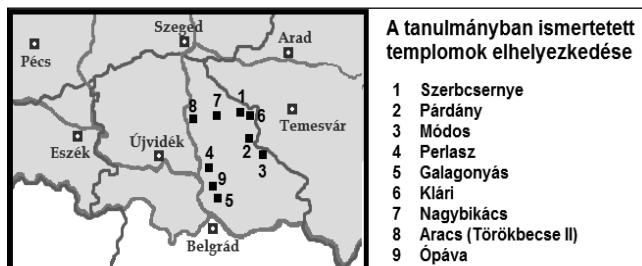 Szeged
Arad
Pécs
8
7
1
6
Temesvár
Eszék
Újvidék
2
4
3
9
5
Belgrád
A tanulmányban ismertetett
templomok elhelyezkedése
1 Szerbcsernye
2 Párdány
3 Módos
4 Perlasz
5 Galagonyás
6 Klári
7 Nagybikács
8 Aracs (Törökbecse II)
9 Ópáva